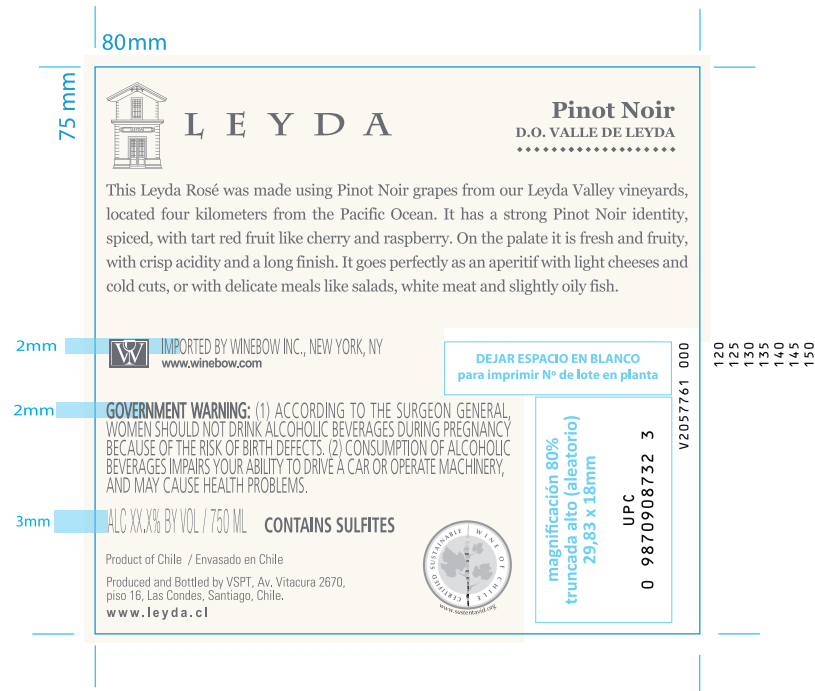 80mm
75 mm
LEYDA
Pinot Noir
D.O. VALLE DE LEYDA
This Leyda Rosé was made using Pinot Noir grapes from our Leyda Valley vineyards,
located four kilometers from the Pacific Ocean. It has a strong Pinot Noir identity,
spiced, with tart red fruit like cherry and raspberry. On the palate it is fresh and fruity,
with crisp acidity and a long finish. It goes perfectly as an aperitif with light cheeses and
cold cuts, or with delicate meals like salads, white meat and slightly oily fish.
2mm
W
IMPORTED BY WINEBOW INC., NEW YORK, NY
www.winebow.com
DEJAR ESPACIO EN BLANCO
para imprimir Nº de lote en planta
V2057761 000
120
125
130
135
140
145
150
2mm
GOVERNMENT WARNING: (1) ACCORDING TO THE SURGEON GENERAL,
WOMEN SHOULD NOT DRINK ALCOHOLIC BEVERAGES DURING PREGNANCY
BECAUSE OF THE RISK OF BIRTH DEFECTS. (2) CONSUMPTION OF ALCOHOLIC
BEVERAGES IMPAIRS YOUR ABILITY TO DRIVE A CAR OR OPERATE MACHINERY,
AND MAY CAUSE HEALTH PROBLEMS.
magnificación 80%
truncada alto (aleatorio)
29,83 x 18mm
UPC
0 9870908732 3
3mm
ALC XX.X% BY VOL / 750 ML
CONTAINS SULFITES
Product of Chile / Envasado en Chile
Produced and Bottled by VSPT, Av. Vitacura 2670,
piso 16, Las Condes, Santiago, Chile.
www.leyda.cl
CERTIFIED SUSTAINABLE
WINE OF CHILE
www.sustentavid.org